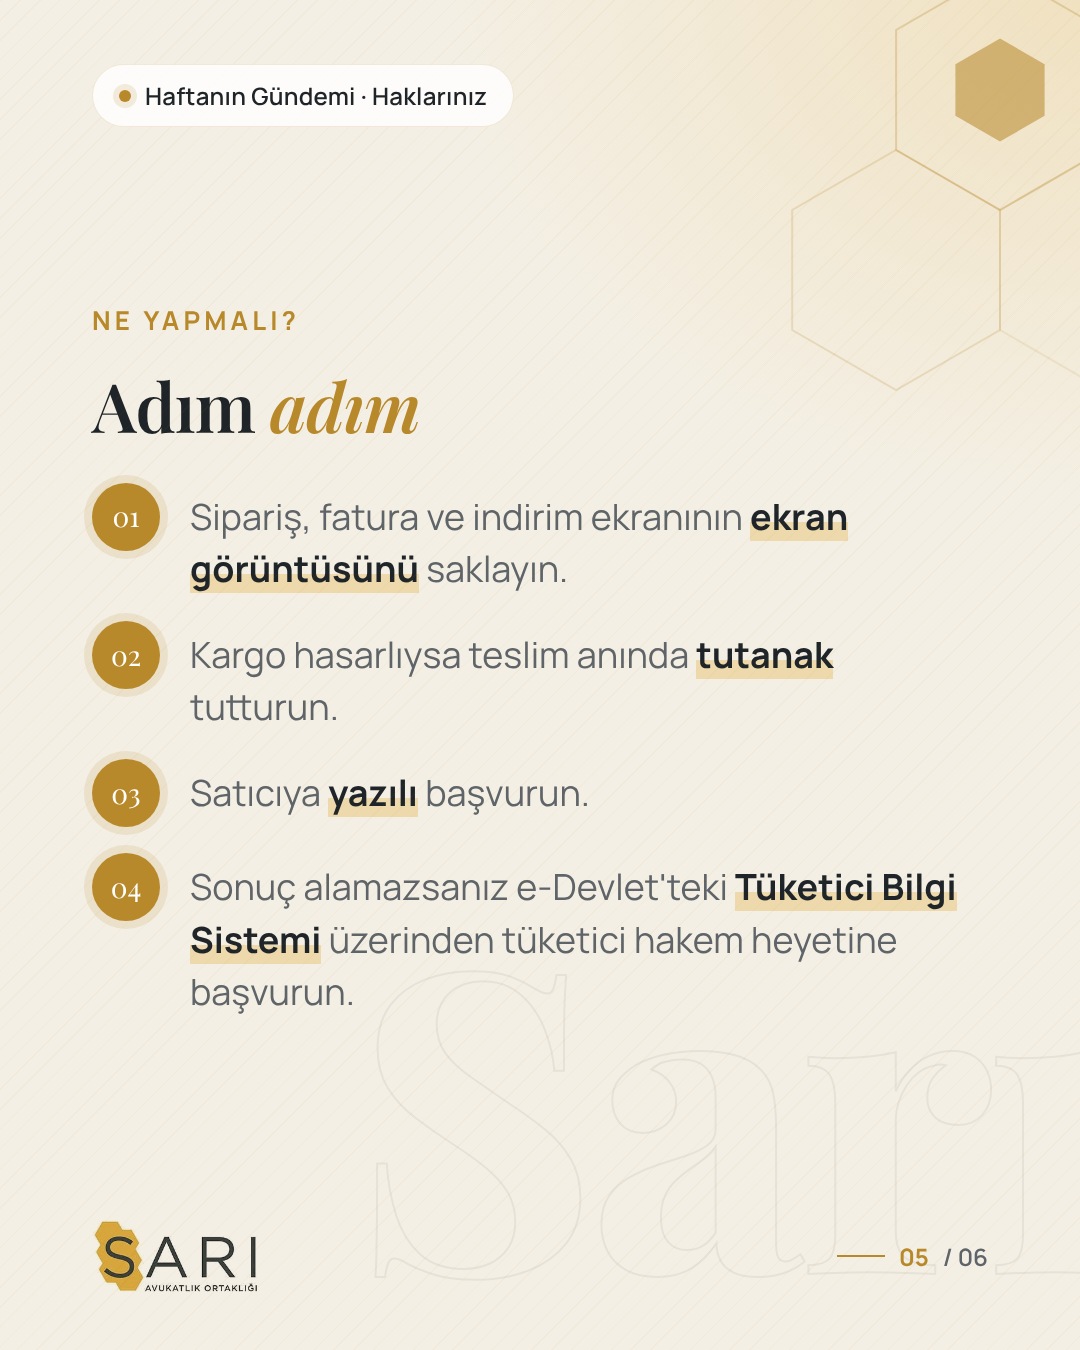 Haftanın Gündemi · Haklarınız
NE YAPMALI?
Adım adım
01 Sipariş, fatura ve indirim ekranının ekran
görüntüsünü saklayın.
02 Kargo hasarlıysa teslim anında tutanak
tutturun.
03 Satıcıya yazılı başvurun.
04 Sonuç alamazsanız e-Devlet'teki Tüketici Bilgi
Sistemi üzerinden tüketici hakem heyetine
başvurun.
Sarı
SARI
AVUKATLIK ORTAKLIĞI
05 / 06